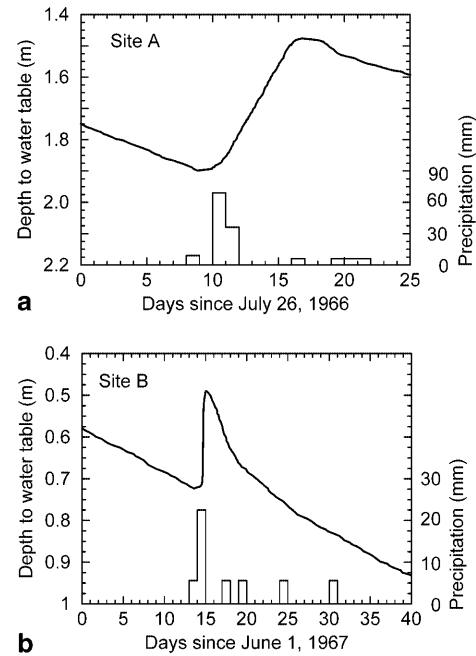 1.4
Site A
1.6
1.8
2.0
2.2
Depth to water table (m)
90
60
30
0
Precipitation (mm)
0 5 10 15 20 25
a Days since July 26, 1966
0.4
Site B
0.5
0.6
0.7
0.8
0.9
1
Depth to water table (m)
30
20
10
5
0
Precipitation (mm)
0 5 10 15 20 25 30 35 40
b Days since June 1, 1967